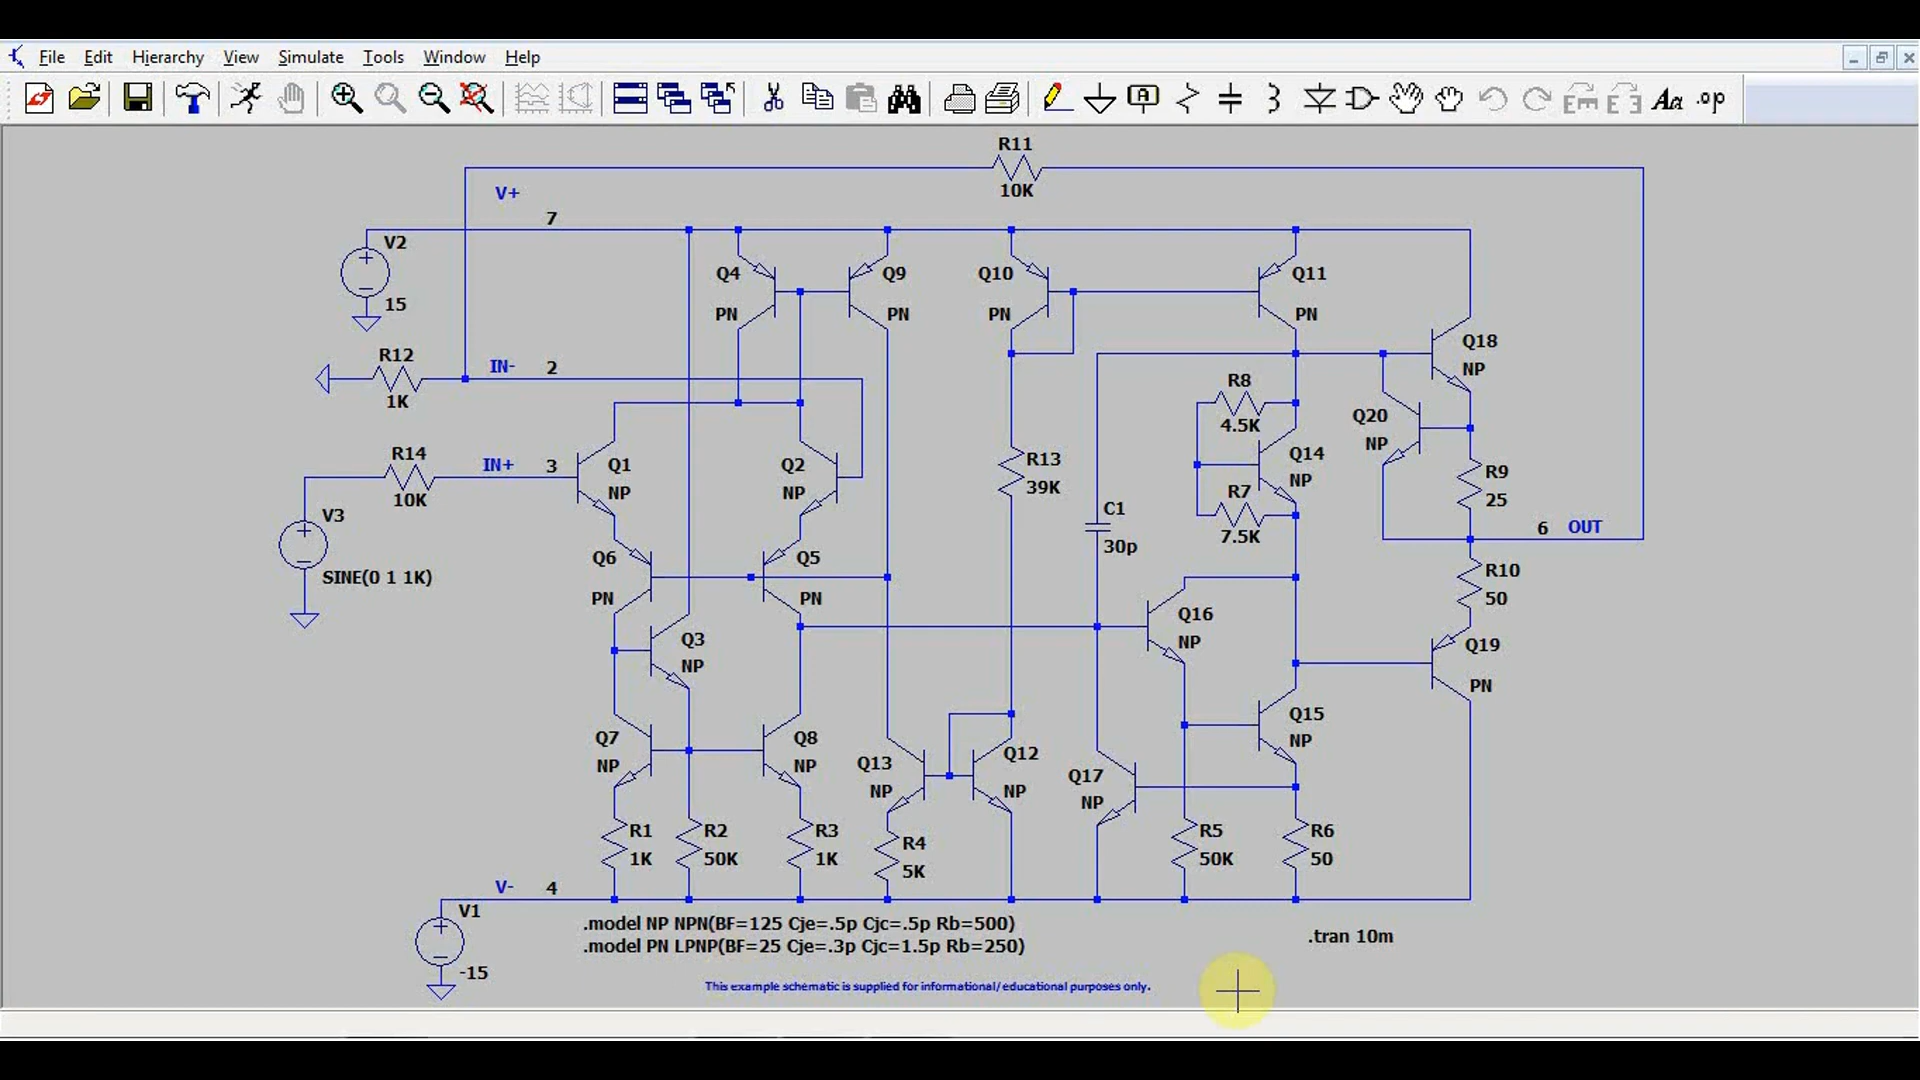 File Edit Hierarchy View Simulate Tools Window Help
A Aa .op
R11
10K
V+
7
V2
15
Q4
PN
Q9
PN
Q10
PN
Q11
PN
R12
1K
IN- 2
Q18
NP
R8
4.5K
Q20
NP
R14
10K
IN+ 3
Q1
NP
Q2
NP
R13
39K
Q14
NP
R9
25
R7
7.5K
V3
SINE(0 1 1K)
C1
30p
6 OUT
Q6
PN
Q5
PN
R10
50
Q16
NP
Q3
NP
Q19
PN
Q7
NP
Q8
NP
Q13
NP
Q12
NP
Q17
NP
Q15
NP
R1
1K
R2
50K
R3
1K
R4
5K
R5
50K
R6
50
V- 4
V1
-15
.model NP NPN(BF=125 Cje=.5p Cjc=.5p Rb=500)
.model PN LPNP(BF=25 Cje=.3p Cjc=1.5p Rb=250)
.tran 10m
This example schematic is supplied for informational/educational purposes only.